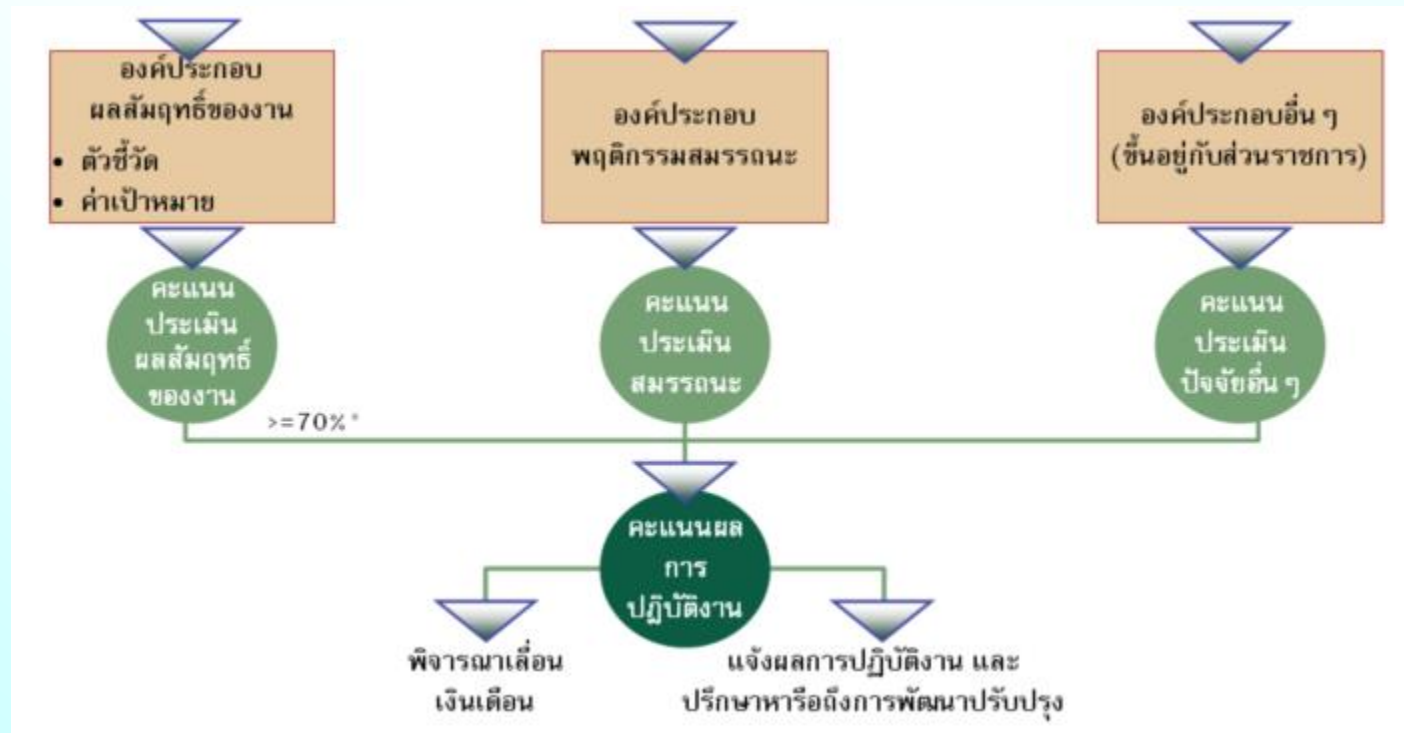 องค์ประกอบ
ผลสัมฤทธิ์ของงาน
• ตัวชี้วัด
• ค่าเป้าหมาย
องค์ประกอบ
พฤติกรรมสมรรถนะ
องค์ประกอบอื่น ๆ
(ขึ้นอยู่กับส่วนราชการ)
คะแนน
ประเมิน
ผลสัมฤทธิ์
ของงาน
คะแนน
ประเมิน
สมรรถนะ
คะแนน
ประเมิน
ปัจจัยอื่น ๆ
>=70%*
คะแนนผล
การ
ปฏิบัติงาน
พิจารณาเลื่อน
เงินเดือน
แจ้งผลการปฏิบัติงาน และ
ปรึกษาหารือถึงการพัฒนาปรับปรุง